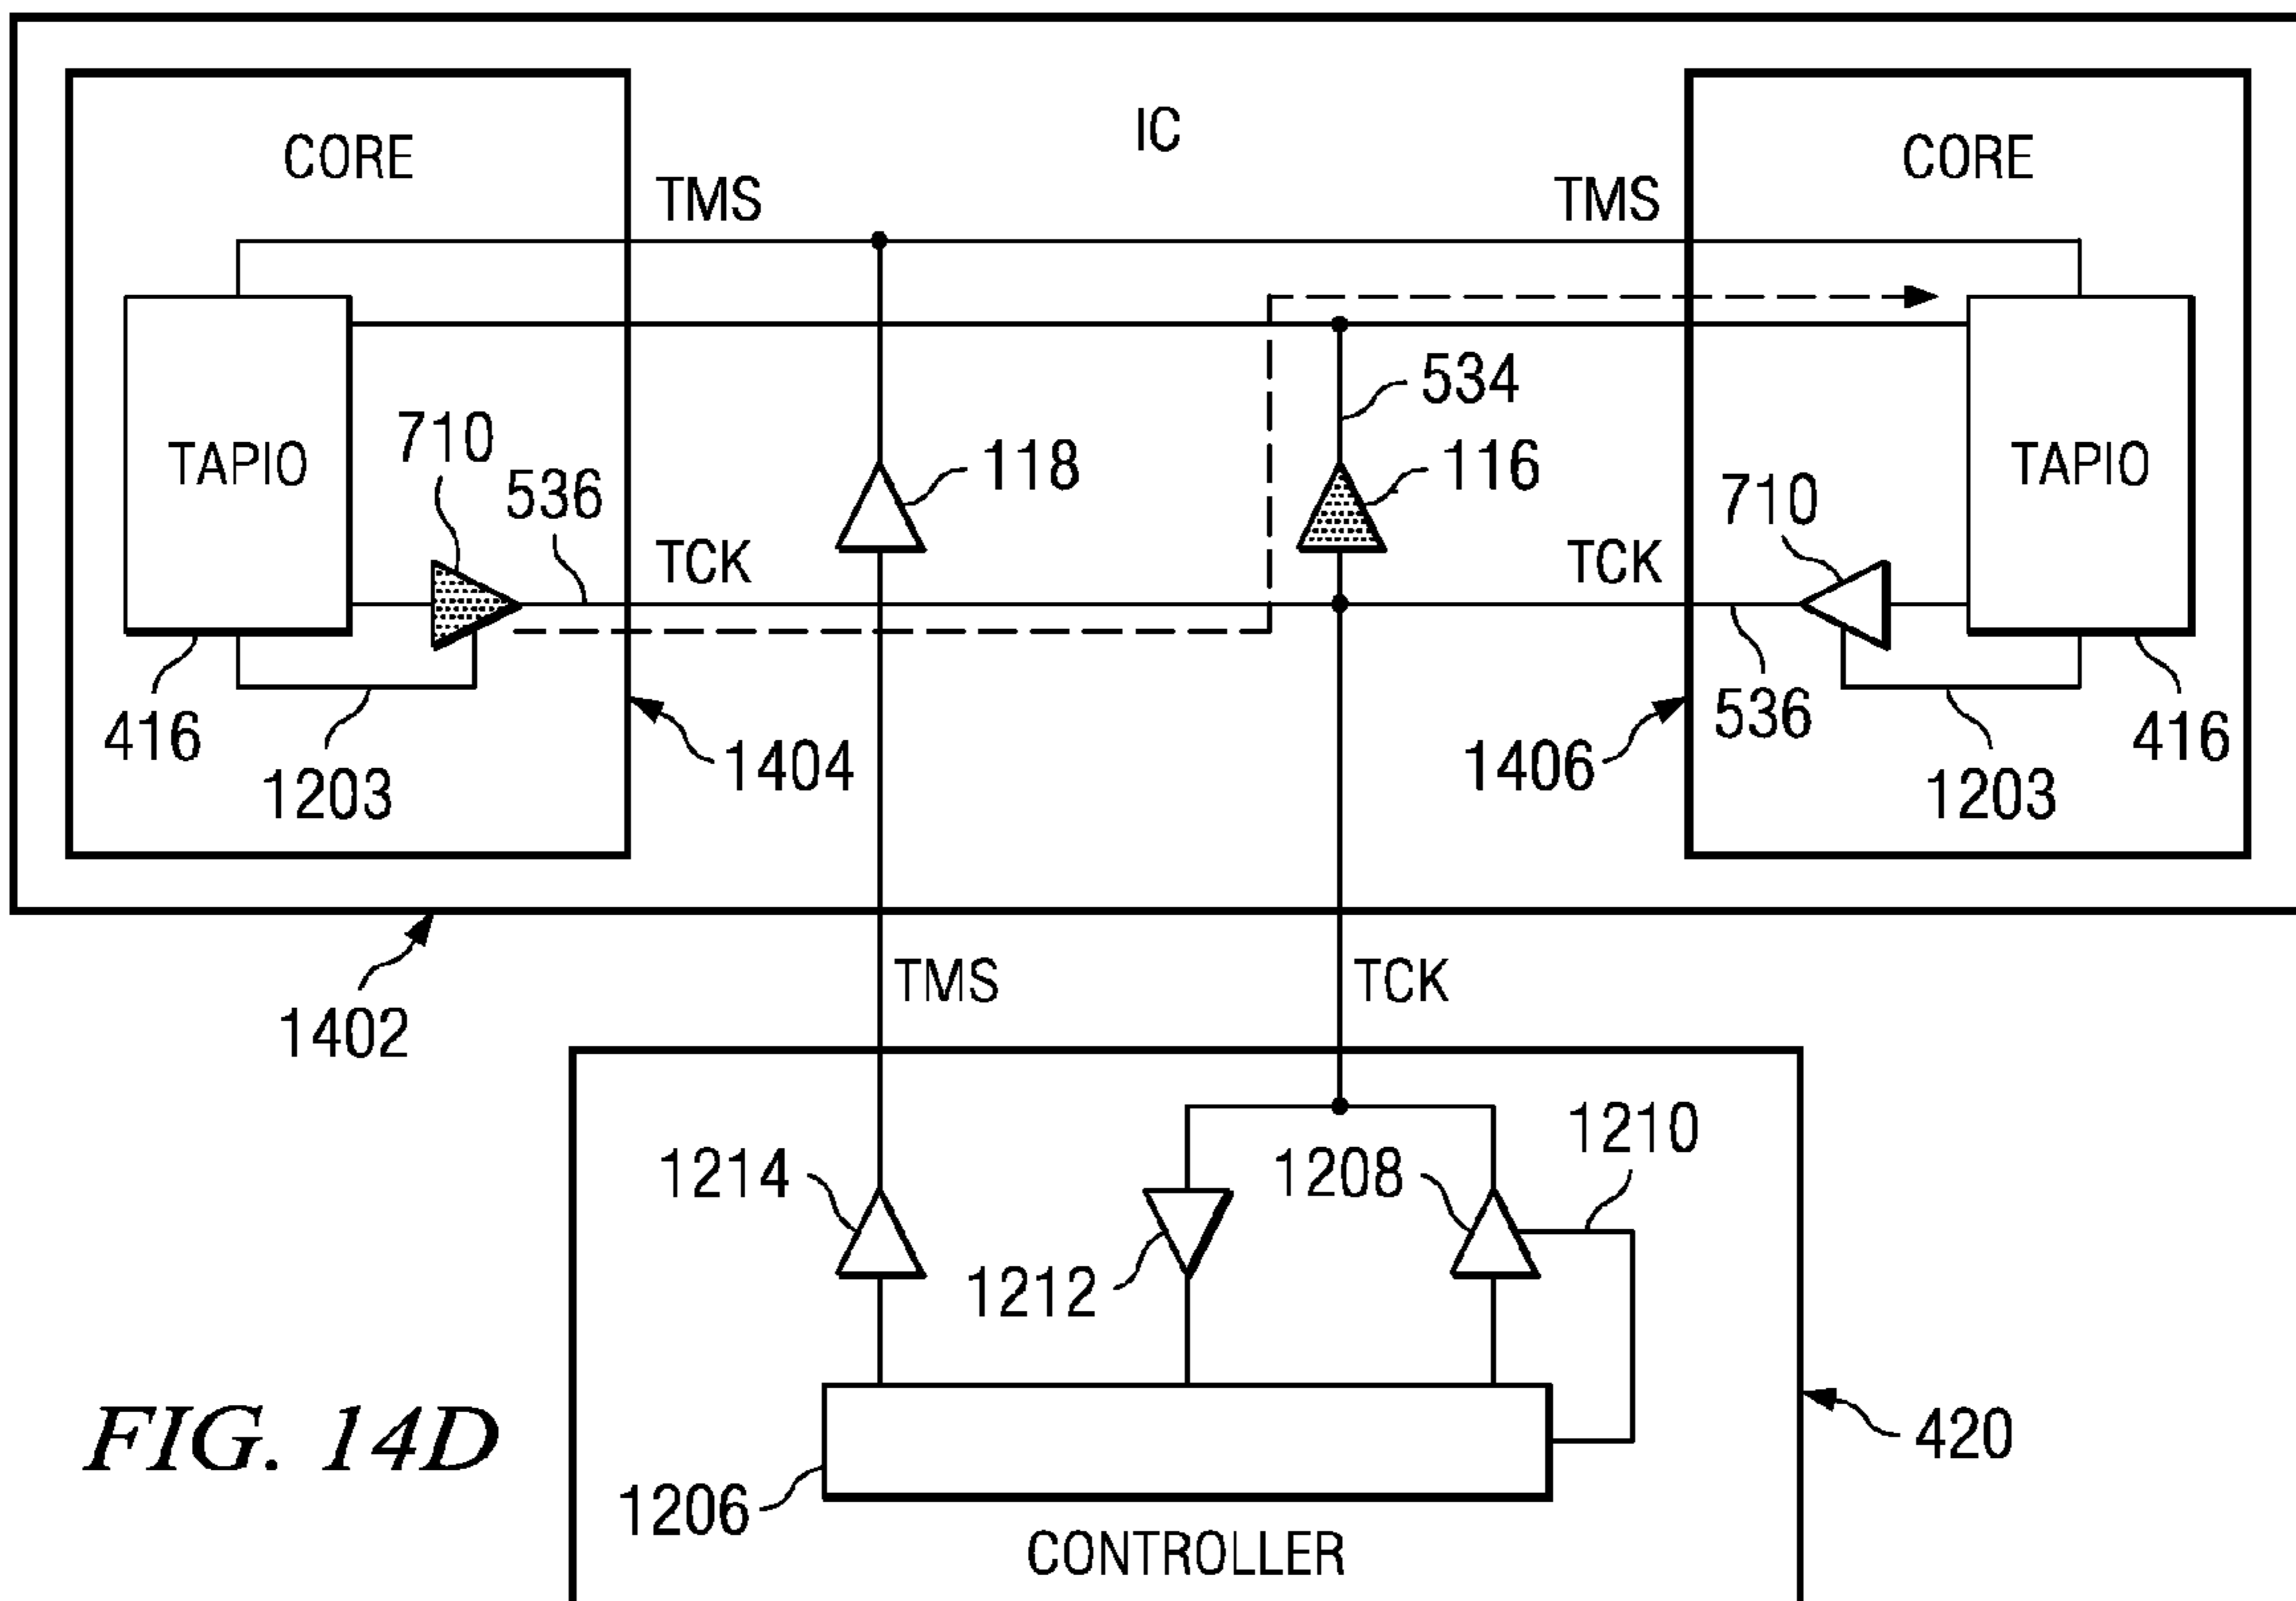 IC
CORE
CORE
TMS
TMS
534
TAPIO
710
118
116
TAPIO
536
710
TCK
TCK
416
1203
1404
1406
536
416
1203
1402
TMS
TCK
1210
1214
1208
1212
420
FIG. 14D
1206
CONTROLLER